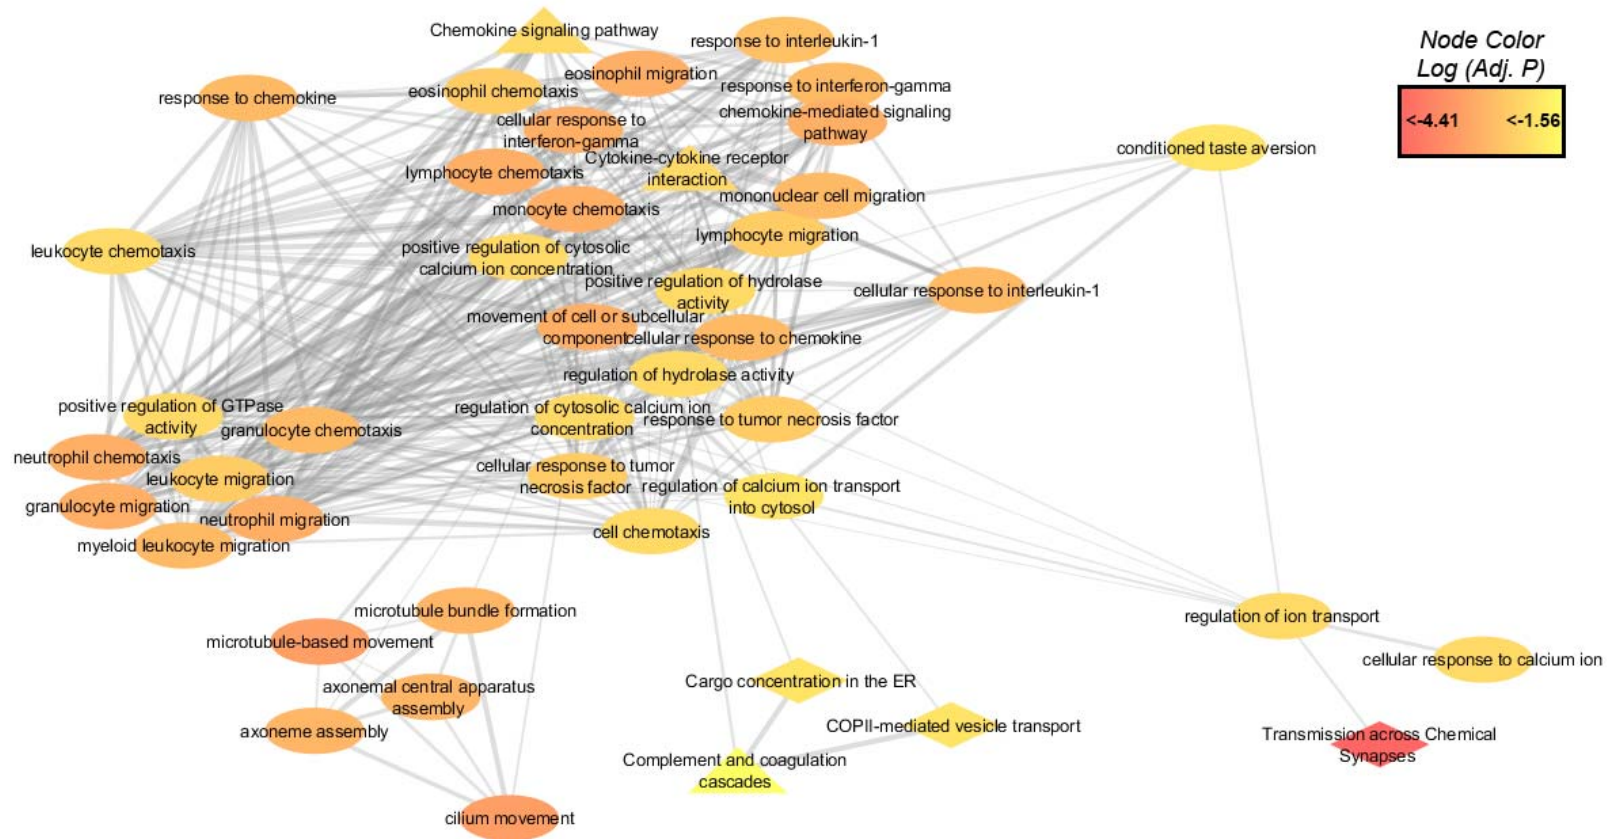 Chemokine signaling pathway
response to interleukin-1
Node Color
Log (Adj. P)
<-4.41
<-1.56
eosinophil migration
response to interferon-gamma
eosinophil chemotaxis
response to chemokine
chemokine-mediated signaling
pathway
cellular response to
interferon-gamma
conditioned taste aversion
Cytokine-cytokine receptor
interaction
lymphocyte chemotaxis
mononuclear cell migration
monocyte chemotaxis
lymphocyte migration
leukocyte chemotaxis
positive regulation of cytosolic
calcium ion concentration
positive regulation of hydrolase
activity
cellular response to interleukin-1
movement of cell or subcellular
component
cellular response to chemokine
regulation of hydrolase activity
positive regulation of GTPase
activity
granulocyte chemotaxis
regulation of cytosolic calcium ion
concentration
response to tumor necrosis factor
neutrophil chemotaxis
leukocyte migration
cellular response to tumor
necrosis factor
regulation of calcium ion transport
into cytosol
granulocyte migration
neutrophil migration
cell chemotaxis
myeloid leukocyte migration
microtubule bundle formation
regulation of ion transport
microtubule-based movement
cellular response to calcium ion
Cargo concentration in the ER
axonemal central apparatus
assembly
COPII-mediated vesicle transport
axoneme assembly
Transmission across Chemical
Synapses
Complement and coagulation
cascades
cilium movement